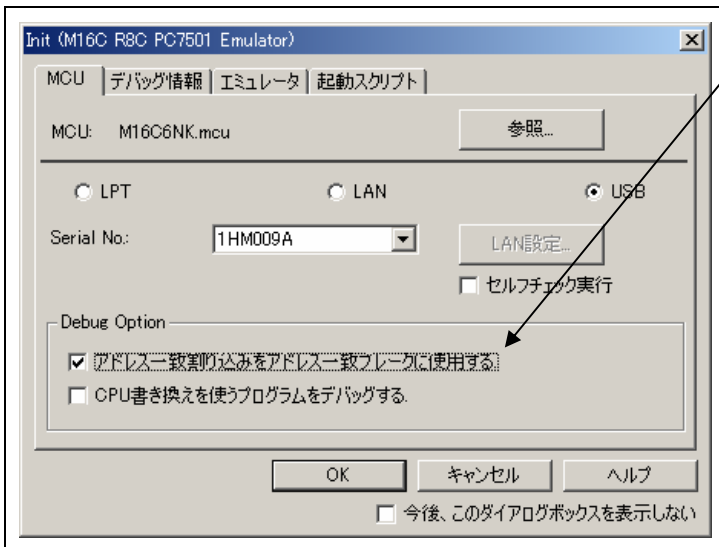 Init (M16C R8C PC7501 Emulator)
MCU デバッグ情報 エミュレータ 起動スクリプト
MCU: M16C6NK.mcu 参照...
LPT LAN USB
Serial No.: 1HM009A LAN設定...
セルフチェック実行
Debug Option
アドレス一致割り込みをアドレス一致ブレークに使用する.
CPU書き換えを使うプログラムをデバッグする.
OK キャンセル ヘルプ
今後、このダイアログボックスを表示しない